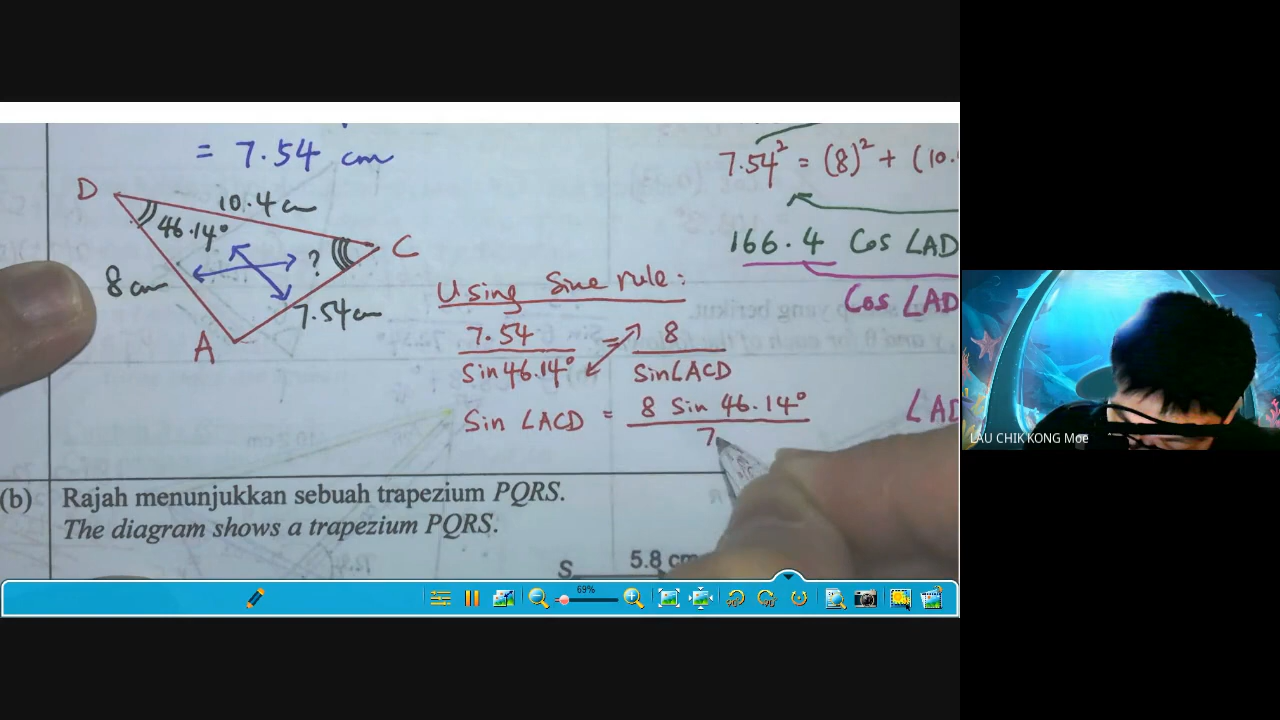 = 7.54 cm
D
10.4 cm
46.14°
C
?
8 cm
7.54 cm
A
7.54² = (8)² + (10.
166.4 Cos ∠AD
Cos ∠AD
∠AD
Using Sine rule:
7.54 / sin 46.14° = 8 / Sin∠ACD
Sin ∠ACD = 8 Sin 46.14° / 7
(b) Rajah menunjukkan sebuah trapezium PQRS.
The diagram shows a trapezium PQRS.
S 5.8 cm
69%
LAU CHIK KONG Moe